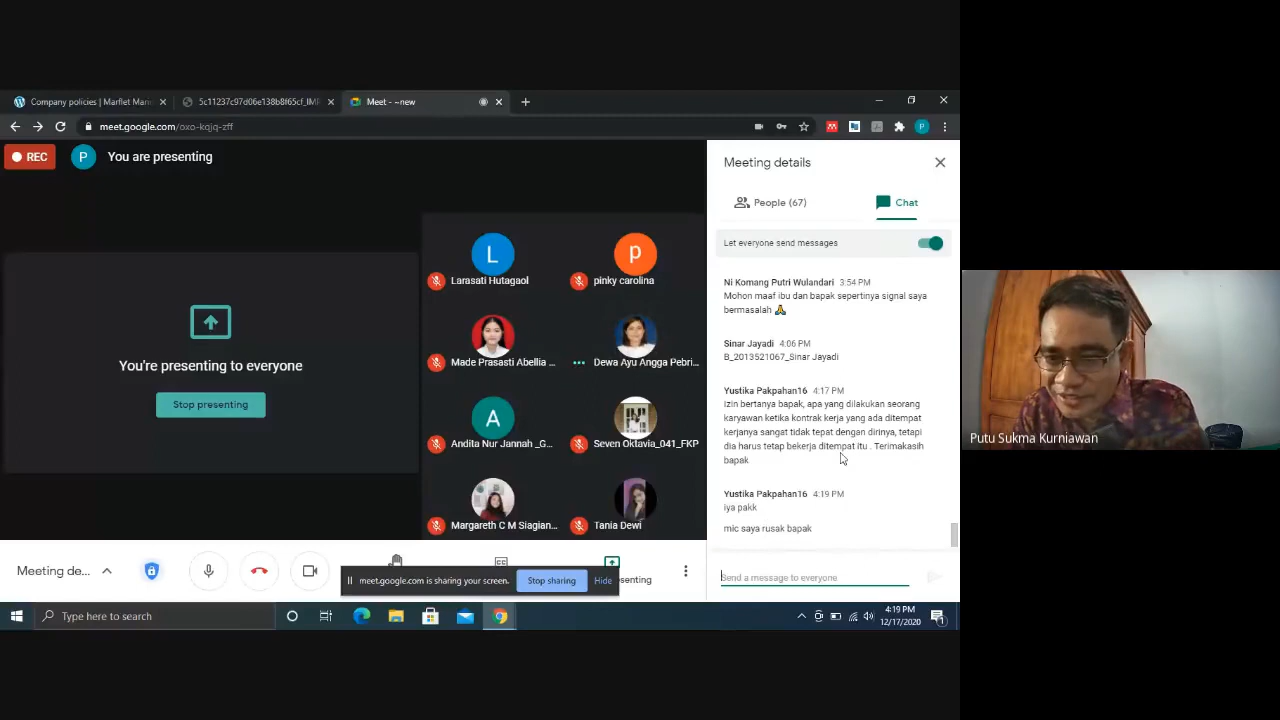 Company policies | Marflet Mari
5c11237c97d06e138b8f65cf_IMP
Meet - ~new
meet.google.com/oxo-kqjq-zff
P
REC
P
You are presenting
Meeting details
People (67)
Chat
Let everyone send messages
L
Larasati Hutagaol
p
pinky carolina
Ni Komang Putri Wulandari 3:54 PM
Mohon maaf ibu dan bapak sepertinya signal saya
bermasalah 🙏
Sinar Jayadi 4:06 PM
B_2013521067_Sinar Jayadi
You're presenting to everyone
Stop presenting
Made Prasasti Abellia ...
Dewa Ayu Angga Pebri...
Yustika Pakpahan16 4:17 PM
Izin bertanya bapak, apa yang dilakukan seorang
karyawan ketika kontrak kerja yang ada ditempat
kerjanya sangat tidak tepat dengan dirinya, tetapi
dia harus tetap bekerja ditempat itu . Terimakasih
bapak
A
Andita Nur Jannah _G...
Seven Oktavia_041_FKP
Margareth C M Siagian...
Tania Dewi
Yustika Pakpahan16 4:19 PM
iya pakk
mic saya rusak bapak
Putu Sukma Kurniawan
Meeting de...
meet.google.com is sharing your screen.
Stop sharing
Hide
senting
Send a message to everyone
Type here to search
4:19 PM
12/17/2020
1